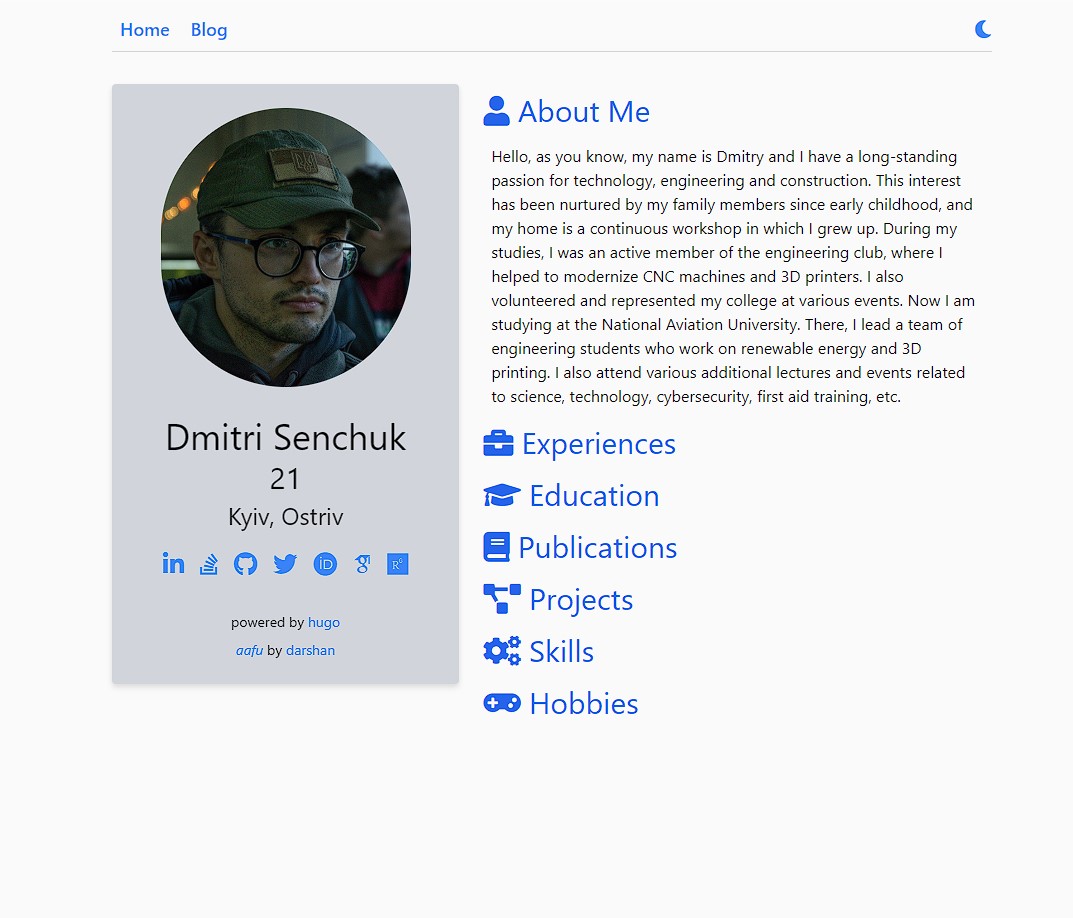 Home Blog
Dmitri Senchuk
21
Kyiv, Ostriv
in iD g RG
powered by hugo
aafu by darshan
About Me
Hello, as you know, my name is Dmitry and I have a long-standing
passion for technology, engineering and construction. This interest
has been nurtured by my family members since early childhood, and
my home is a continuous workshop in which I grew up. During my
studies, I was an active member of the engineering club, where I
helped to modernize CNC machines and 3D printers. I also
volunteered and represented my college at various events. Now I am
studying at the National Aviation University. There, I lead a team of
engineering students who work on renewable energy and 3D
printing. I also attend various additional lectures and events related
to science, technology, cybersecurity, first aid training, etc.
Experiences
Education
Publications
Projects
Skills
Hobbies